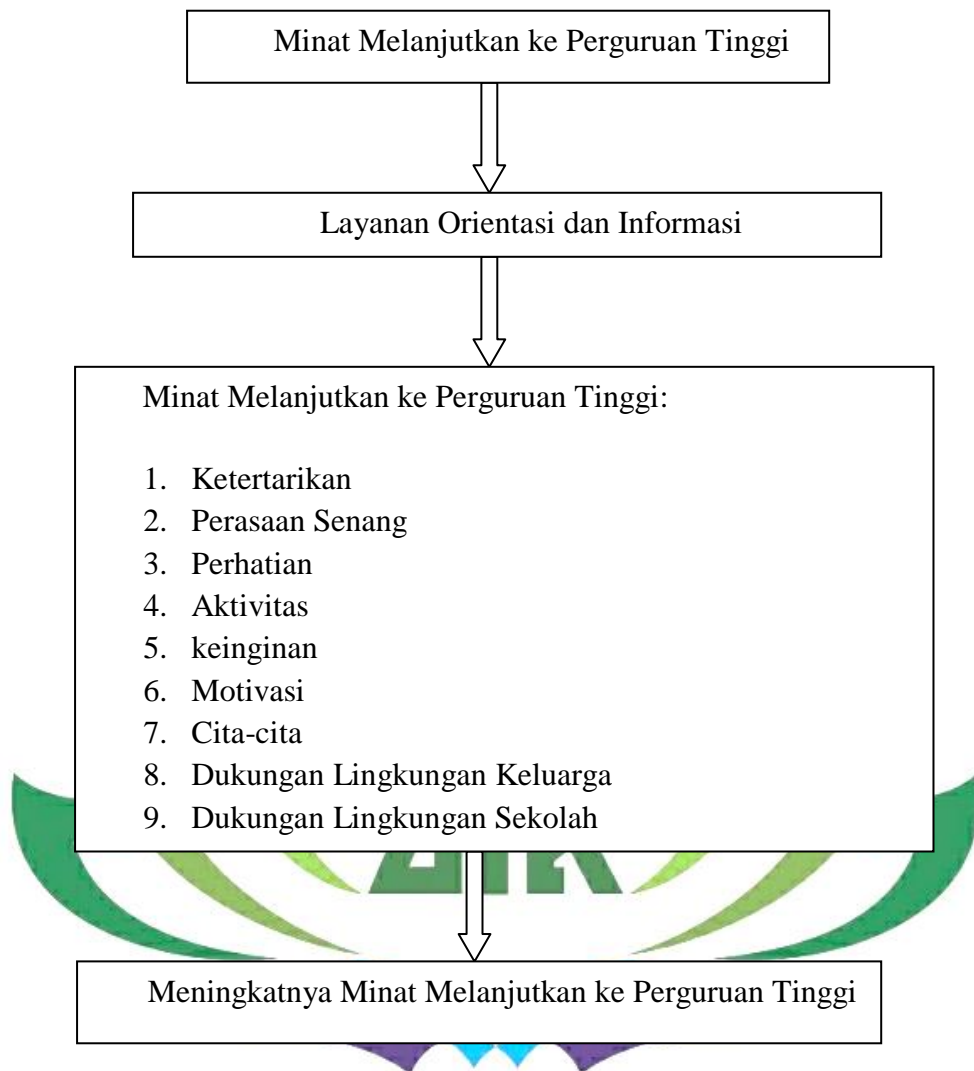 Minat Melanjutkan ke Perguruan Tinggi
Layanan Orientasi dan Informasi
Minat Melanjutkan ke Perguruan Tinggi:
1. Ketertarikan
2. Perasaan Senang
3. Perhatian
4. Aktivitas
5. keinginan
6. Motivasi
7. Cita-cita
8. Dukungan Lingkungan Keluarga
9. Dukungan Lingkungan Sekolah
Meningkatnya Minat Melanjutkan ke Perguruan Tinggi